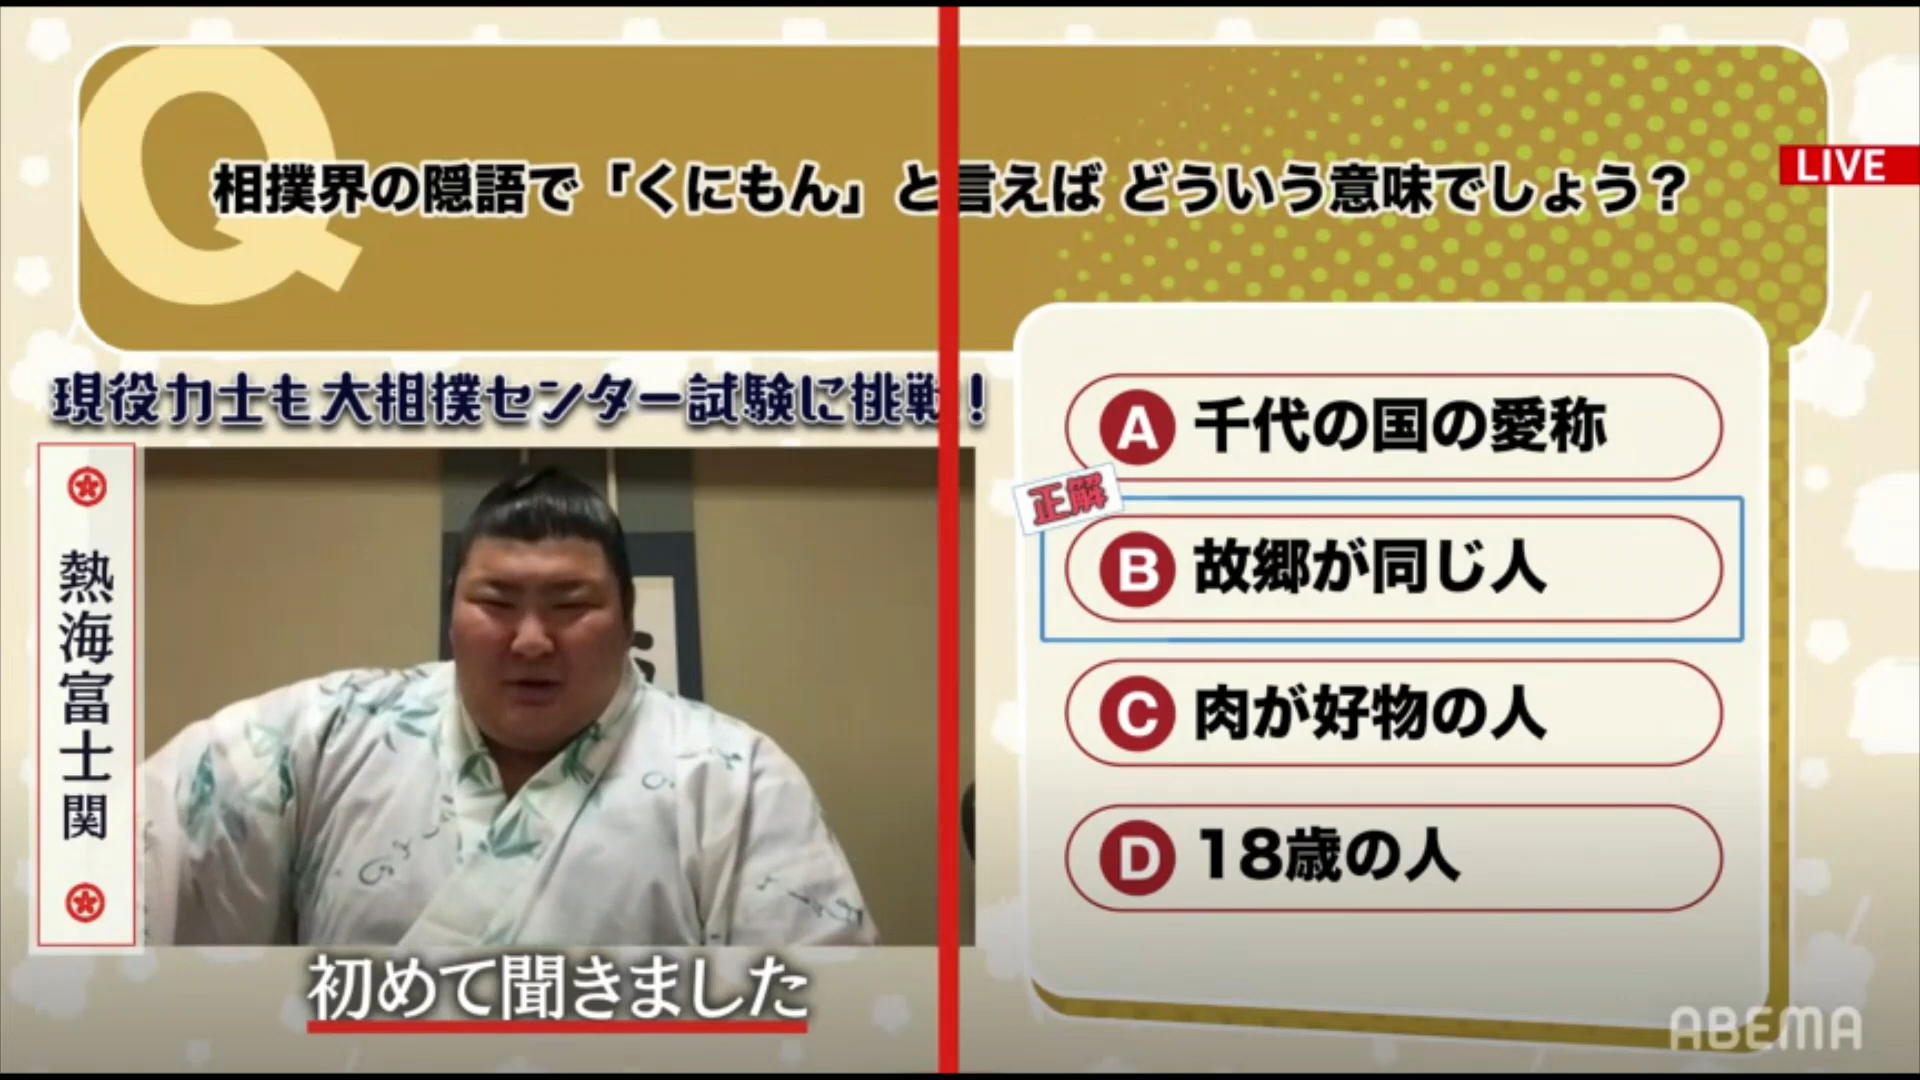 Q
相撲界の隠語で「くにもん」と言えば どういう意味でしょう？
LIVE
現役力士も大相撲センター試験に挑戦！
熱海富士関
A 千代の国の愛称
正解
B 故郷が同じ人
C 肉が好物の人
D 18歳の人
初めて聞きました
ABEMA